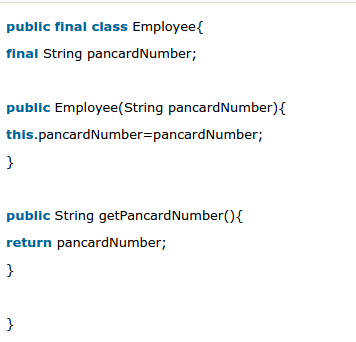 public final class Employee{
final String pancardNumber;
public Employee(String pancardNumber){
this.pancardNumber=pancardNumber;
}
public String getPancardNumber(){
return pancardNumber;
}
}